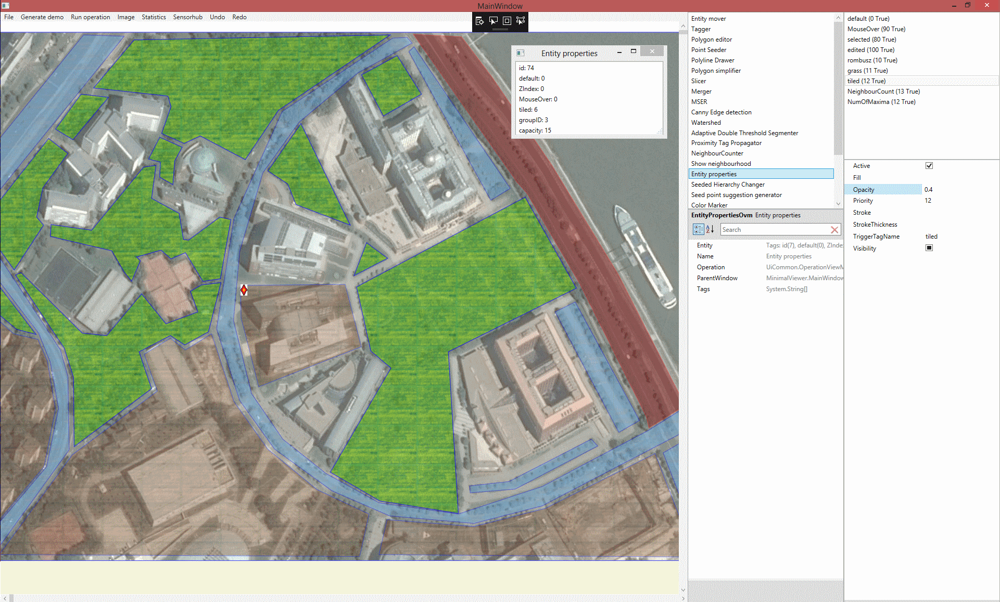 MainWindow
File Generate demo Run operation Image Statistics Sensorhub Undo Redo
Entity properties
id: 74
default: 0
ZIndex: 0
MouseOver: 0
tiled: 6
groupID: 3
capacity: 15
Entity mover
Tagger
Polygon editor
Point Seeder
Polyline Drawer
Polygon simplifier
Slicer
Merger
MSER
Canny Edge detection
Watershed
Adaptive Double Threshold Segmenter
Proximity Tag Propagator
NeighbourCounter
Show neighbourhood
Entity properties
Seeded Hierarchy Changer
Seed point suggestion generator
Color Marker
EntityPropertiesOvm Entity properties
Search
Entity Tags: id(7), default(0), ZInde
Name Entity properties
Operation UiCommon.OperationViewM
ParentWindow MinimalViewer.MainWindow
Tags System.String[]
default (0 True)
MouseOver (90 True)
selected (80 True)
edited (100 True)
rombusz (10 True)
grass (11 True)
tiled (12 True)
NeighbourCount (13 True)
NumOfMaxima (12 True)
Active
Fill
Opacity 0.4
Priority 12
Stroke
StrokeThickness
TriggerTagName tiled
Visibility